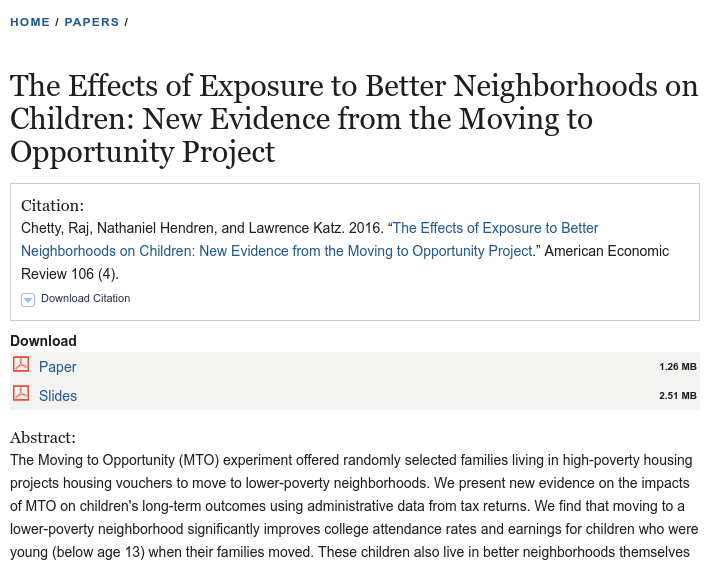 HOME / PAPERS /
The Effects of Exposure to Better Neighborhoods on
Children: New Evidence from the Moving to
Opportunity Project
Citation:
Chetty, Raj, Nathaniel Hendren, and Lawrence Katz. 2016. “The Effects of Exposure to Better
Neighborhoods on Children: New Evidence from the Moving to Opportunity Project.” American Economic
Review 106 (4).
Download Citation
Download
Paper 1.26 MB
Slides 2.51 MB
Abstract:
The Moving to Opportunity (MTO) experiment offered randomly selected families living in high-poverty housing
projects housing vouchers to move to lower-poverty neighborhoods. We present new evidence on the impacts
of MTO on children's long-term outcomes using administrative data from tax returns. We find that moving to a
lower-poverty neighborhood significantly improves college attendance rates and earnings for children who were
young (below age 13) when their families moved. These children also live in better neighborhoods themselves